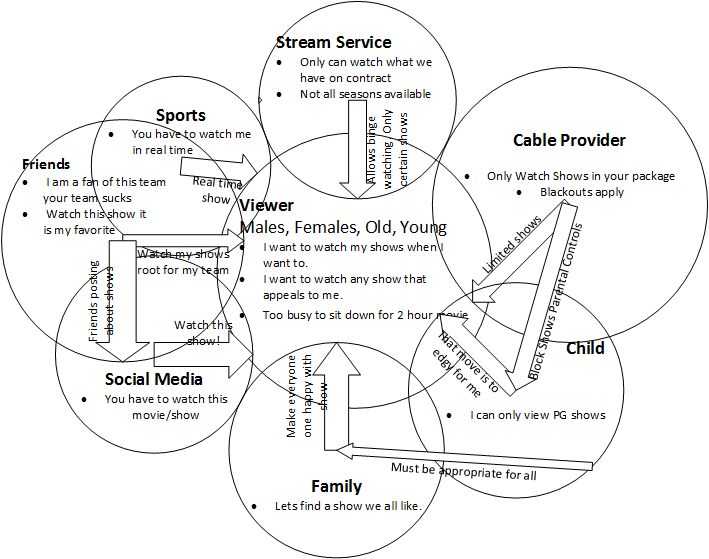 Stream Service
• Only can watch what we
have on contract
• Not all seasons available
Allows binge
watching, Only
certain shows
Sports
• You have to watch me
in real time
Real time
show
Cable Provider
• Only Watch Shows in your package
• Blackouts apply
Limited shows
Block Shows Parental Controls
Friends
• I am a fan of this team
your team sucks
• Watch this show it
is my favorite
Watch my shows
root for my team
Friends posting
about shows
Viewer
Males, Females, Old, Young
• I want to watch my shows when I
want to.
• I want to watch any show that
appeals to me.
• Too busy to sit down for 2 hour movie
Watch this
show!
Social Media
• You have to watch this
movie/show
Make everyone
one happy with
show
That move is to
edgy for me
Child
• I can only view PG shows
Must be appropriate for all
Family
• Lets find a show we all like.